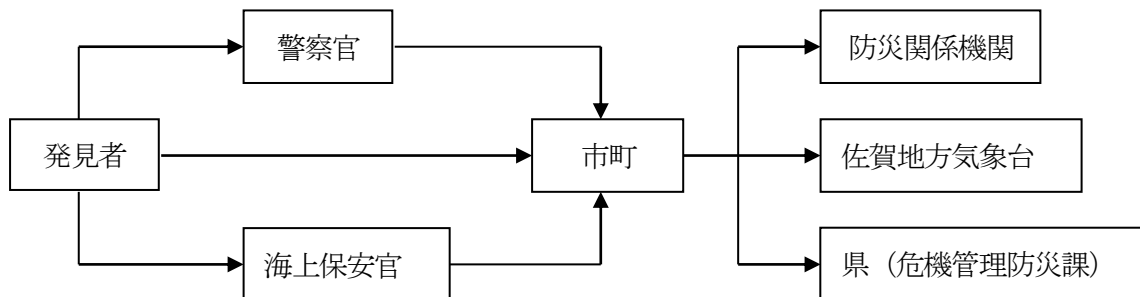 警察官
防災関係機関
発見者
市町
佐賀地方気象台
海上保安官
県（危機管理防災課）